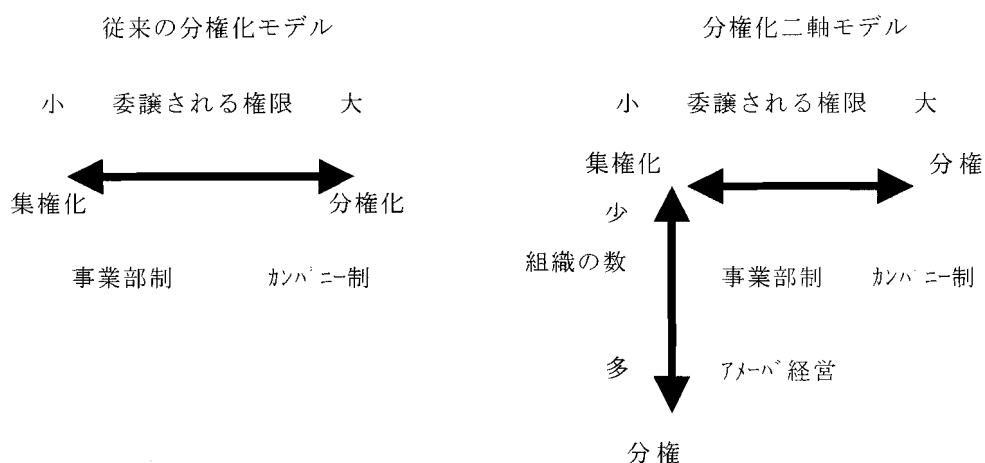 従来の分権化モデル
小 委譲される権限 大
集権化 分権化
事業部制 カンパニー制
分権化二軸モデル
小 委譲される権限 大
集権化 分権
少
組織の数
事業部制 カンパニー制
多 アメーバ経営
分権